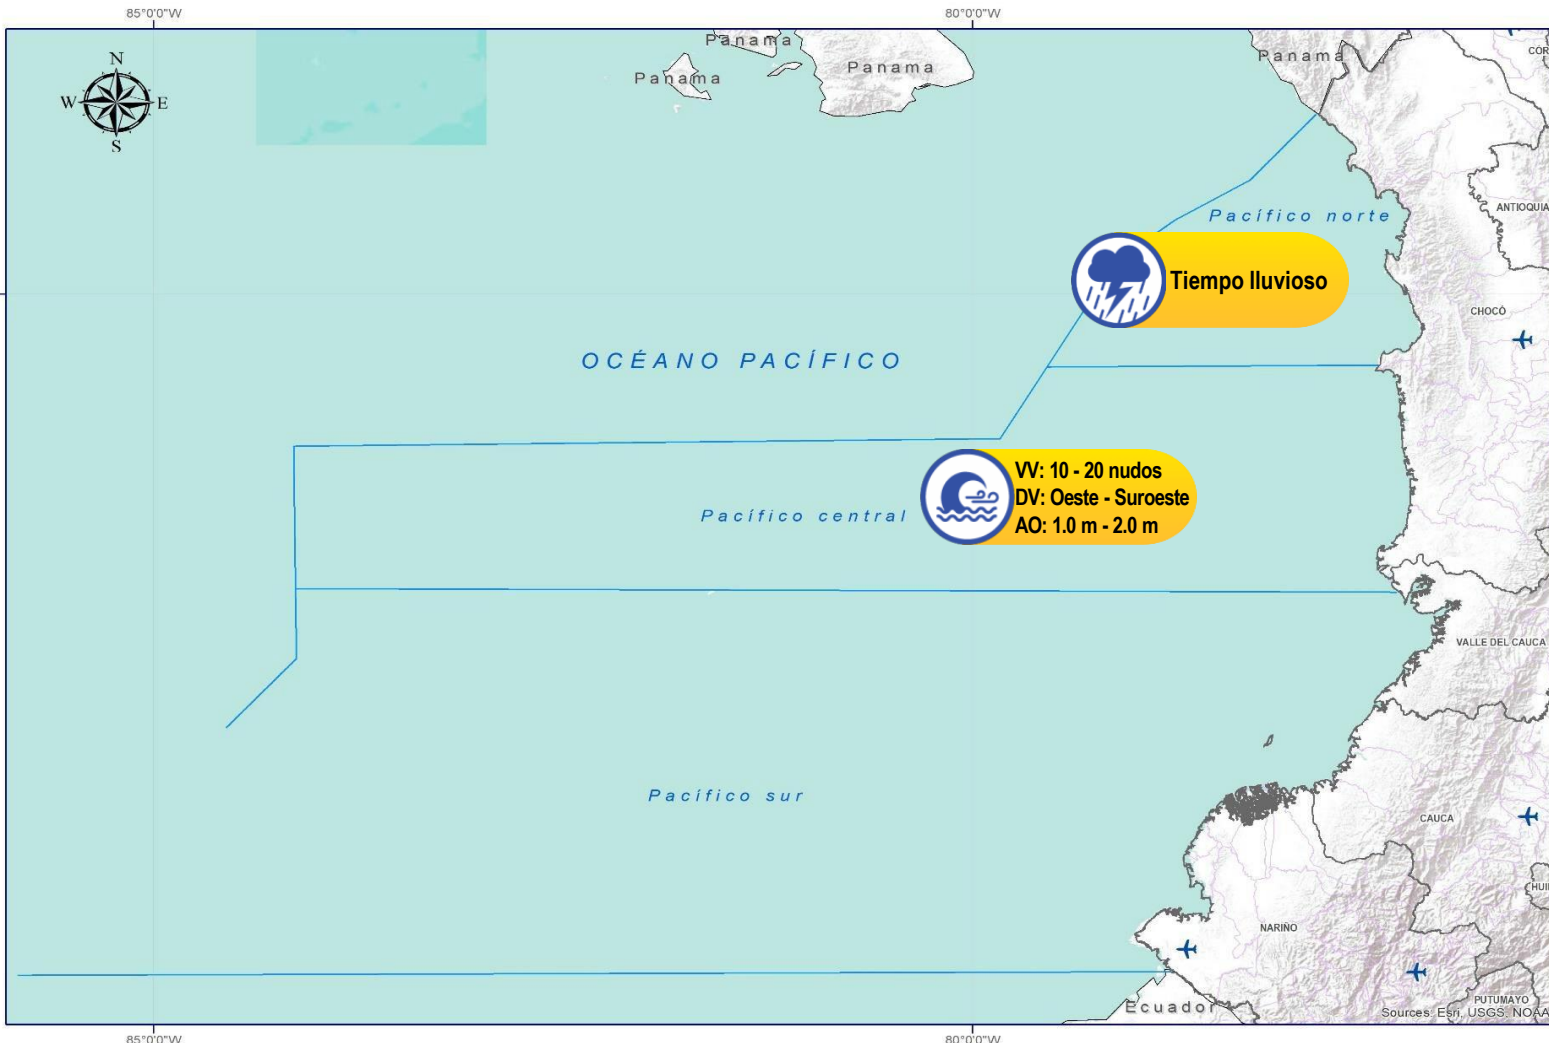 85°0'0"W
80°0'0"W
N
W
E
S
Panama
Panama
Panama
Panama
COR
Pacífico norte
ANTIOQUIA
Tiempo lluvioso
CHOCÓ
OCÉANO PACÍFICO
VV: 10 - 20 nudos
DV: Oeste - Suroeste
AO: 1.0 m - 2.0 m
Pacífico central
VALLE DEL CAUCA
Pacífico sur
CAUCA
HUI
NARIÑO
PUTUMAYO
Ecuador
Sources: Esri, USGS, NOAA
85°0'0"W
80°0'0"W